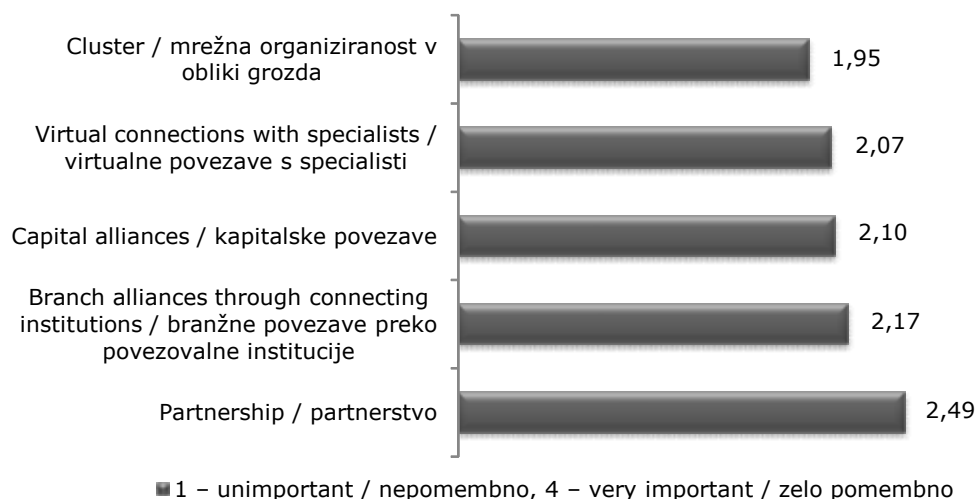 Cluster / mrežna organiziranost v
obliki grozda
1,95
Virtual connections with specialists /
virtualne povezave s specialisti
2,07
Capital alliances / kapitalske povezave
2,10
Branch alliances through connecting
institutions / branžne povezave preko
povezovalne institucije
2,17
Partnership / partnerstvo
2,49
1 – unimportant / nepomembno, 4 – very important / zelo pomembno